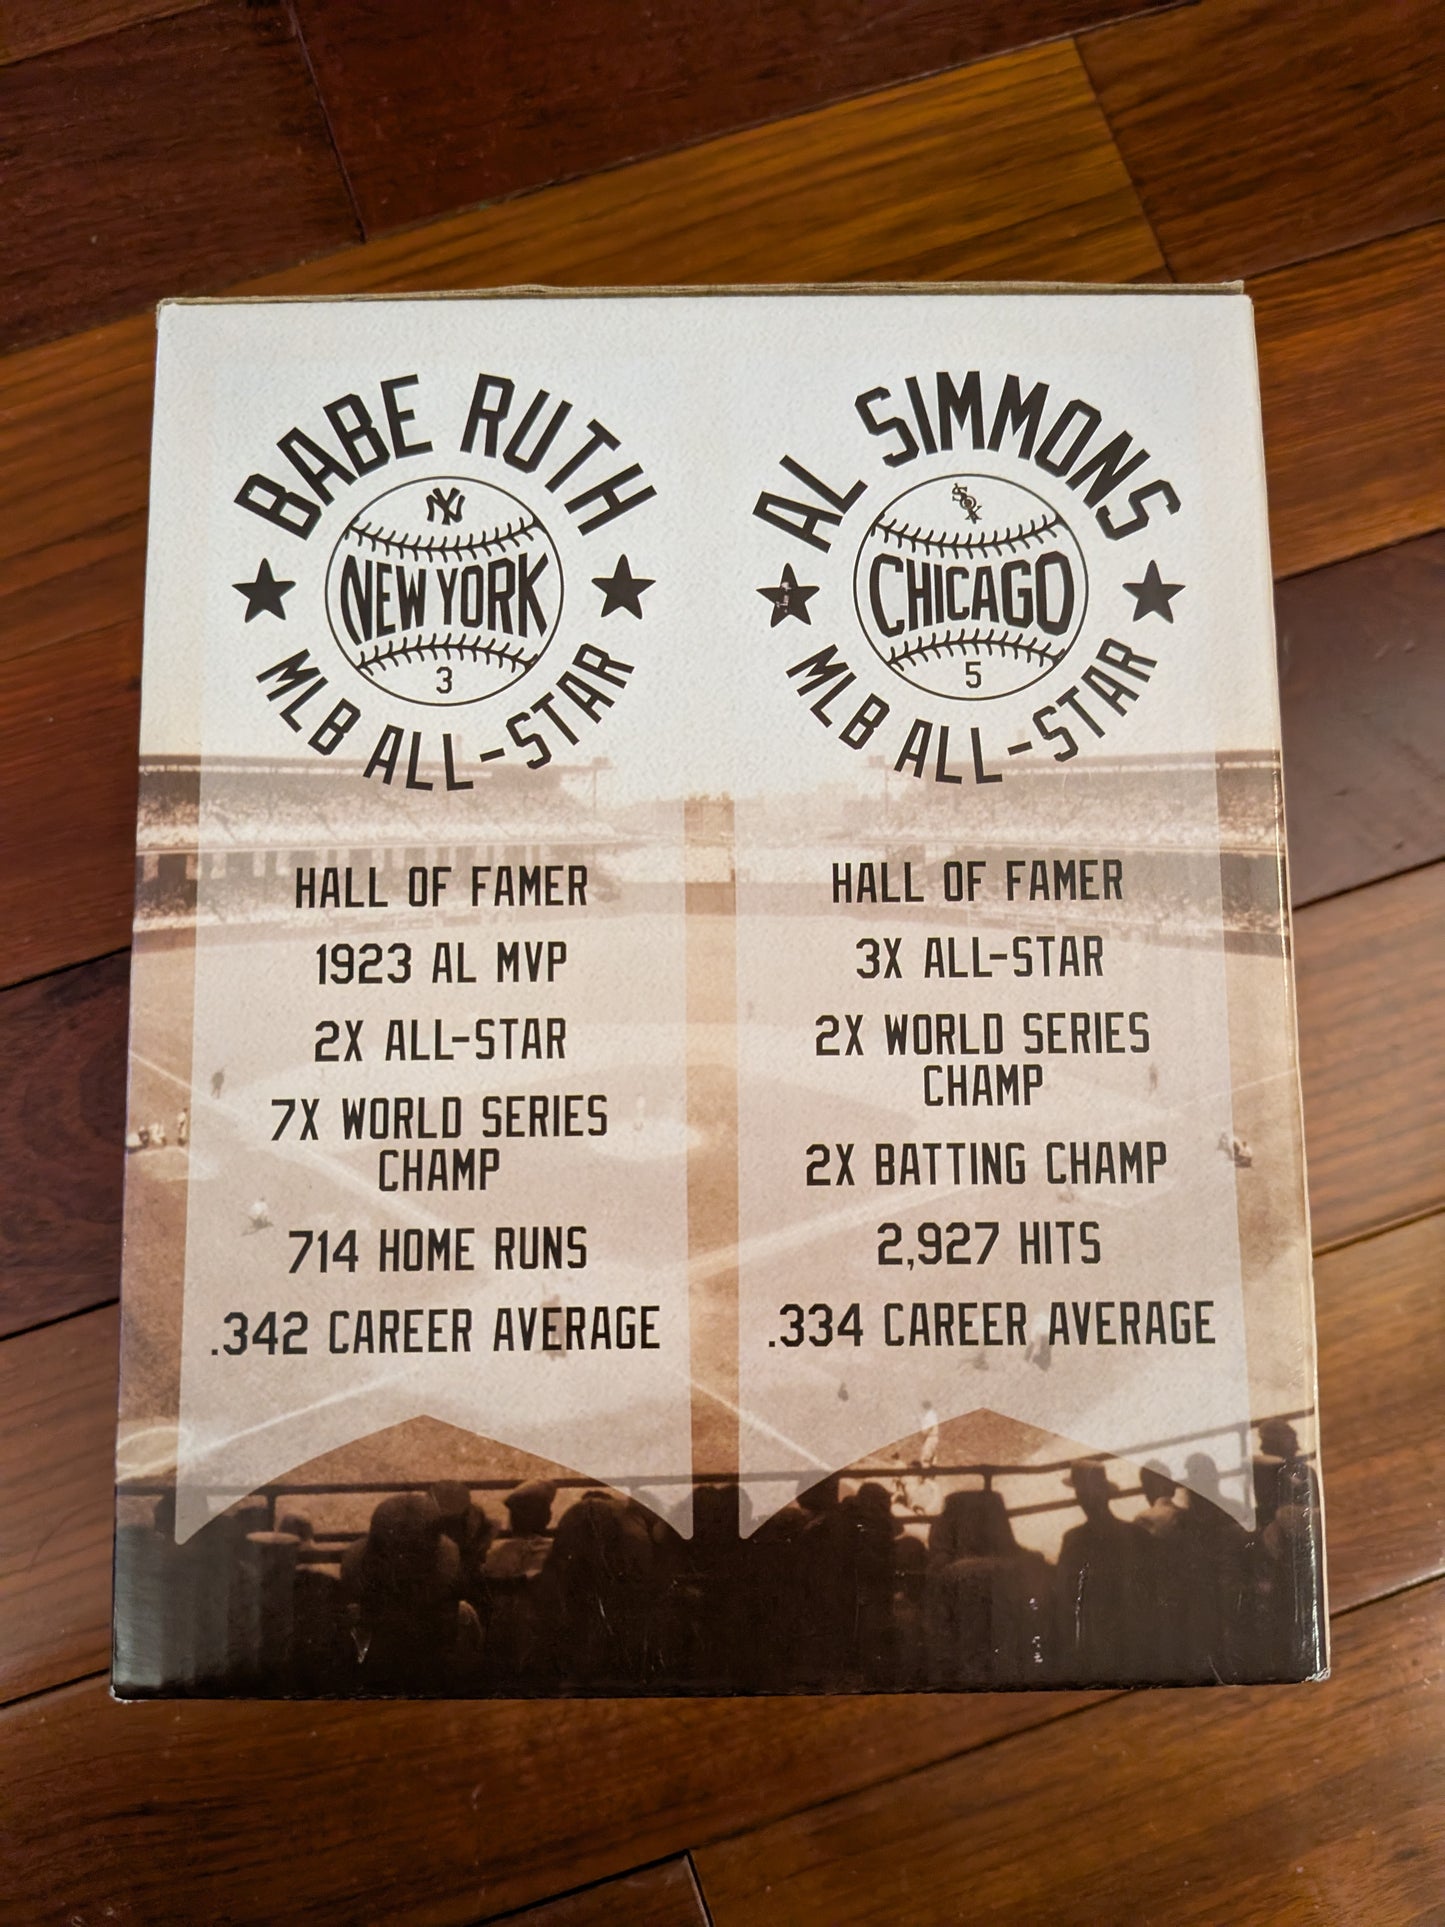 BABE RUTH
NY
NEW YORK
3
MLB ALL-STAR
HALL OF FAMER
1923 AL MVP
2X ALL-STAR
7X WORLD SERIES
CHAMP
714 HOME RUNS
.342 CAREER AVERAGE
AL SIMMONS
SOX
CHICAGO
5
MLB ALL-STAR
HALL OF FAMER
3X ALL-STAR
2X WORLD SERIES
CHAMP
2X BATTING CHAMP
2,927 HITS
.334 CAREER AVERAGE